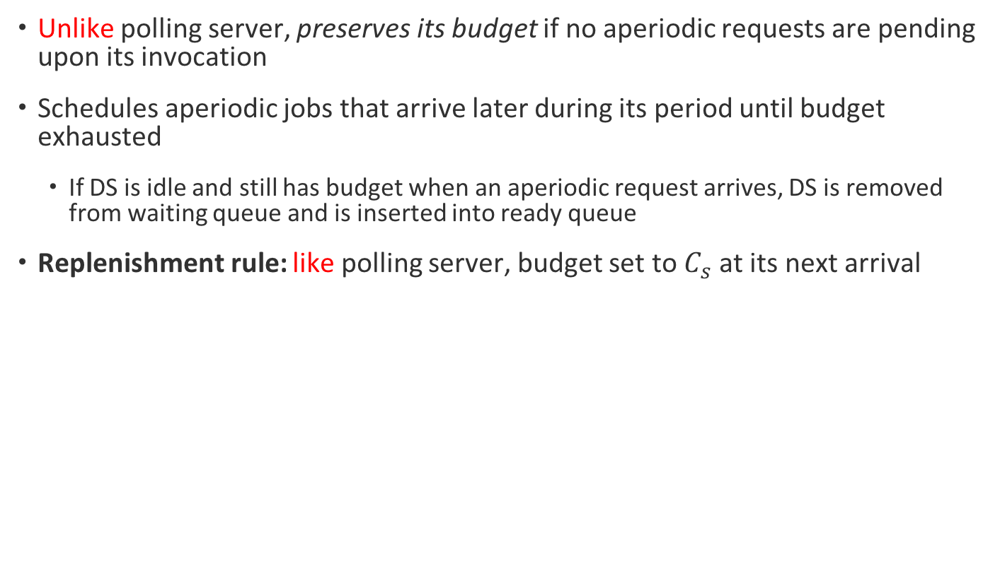 • Unlike polling server, preserves its budget if no aperiodic requests are pending
upon its invocation
• Schedules aperiodic jobs that arrive later during its period until budget
exhausted
• If DS is idle and still has budget when an aperiodic request arrives, DS is removed
from waiting queue and is inserted into ready queue
• Replenishment rule: like polling server, budget set to 𝐶ₛ at its next arrival